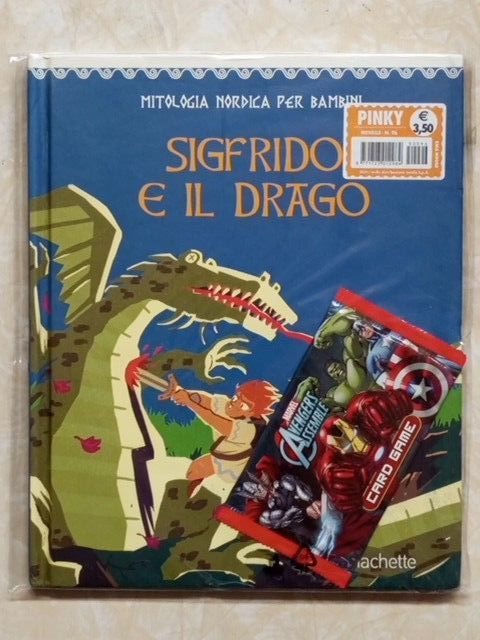 MITOLOGIA NORDICA PER BAMBINI
SIGFRIDO
E IL DRAGO
PINKY
€
3,50
MARVEL
AVENGERS
ASSEMBLE
CARD GAME
hachette